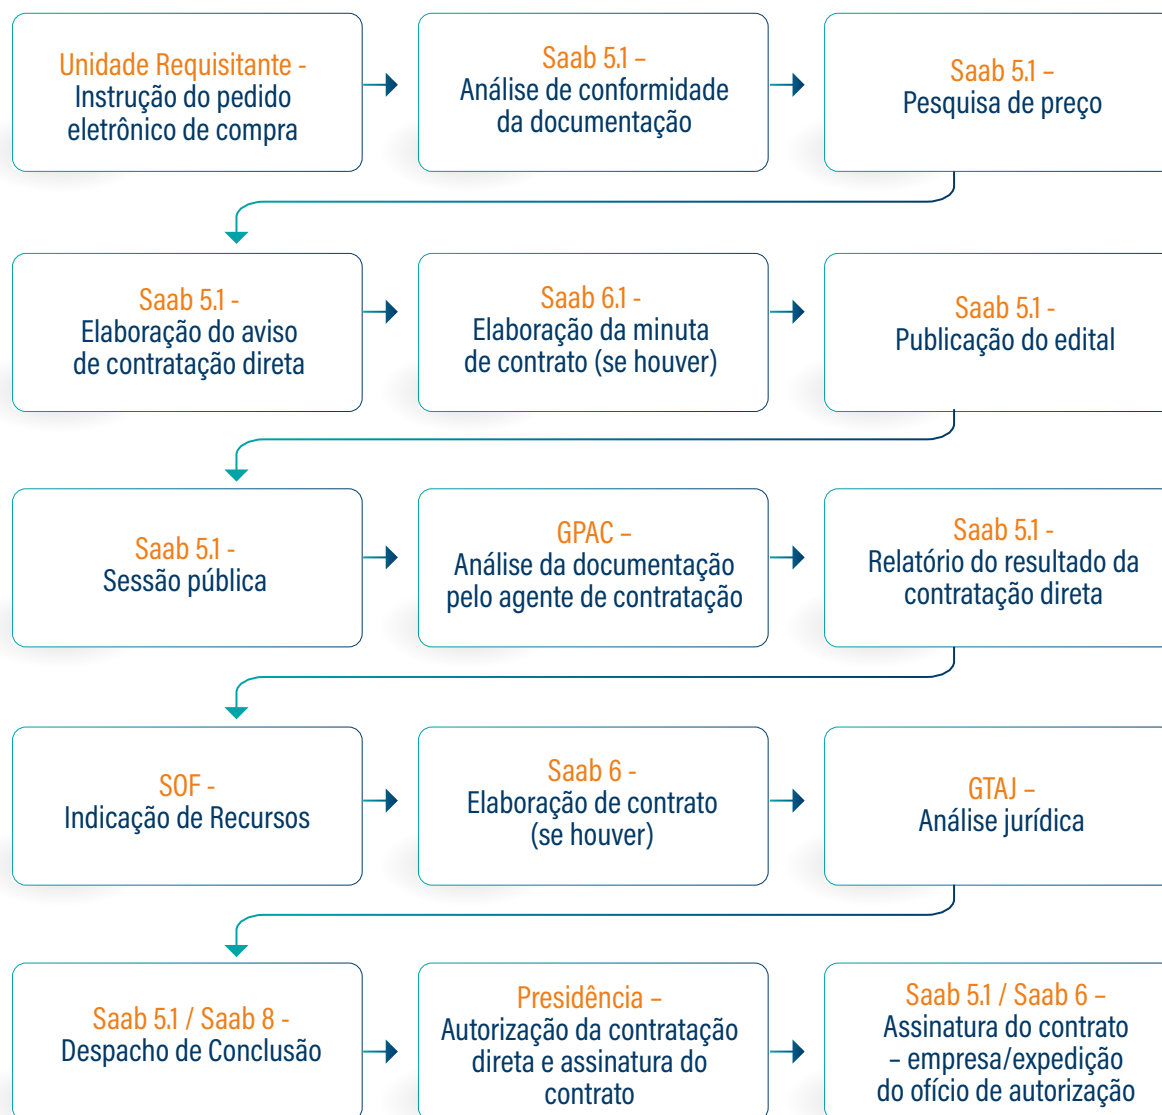 Unidade Requisitante -
Instrução do pedido
eletrônico de compra
Saab 5.1 –
Análise de conformidade
da documentação
Saab 5.1 –
Pesquisa de preço
Saab 5.1 -
Elaboração do aviso
de contratação direta
Saab 6.1 -
Elaboração da minuta
de contrato (se houver)
Saab 5.1 -
Publicação do edital
Saab 5.1 -
Sessão pública
GPAC –
Análise da documentação
pelo agente de contratação
Saab 5.1 -
Relatório do resultado da
contratação direta
SOF -
Indicação de Recursos
Saab 6 -
Elaboração de contrato
(se houver)
GTAJ –
Análise jurídica
Saab 5.1 / Saab 8 -
Despacho de Conclusão
Presidência –
Autorização da contratação
direta e assinatura do
contrato
Saab 5.1 / Saab 6 –
Assinatura do contrato
– empresa/expedição
do ofício de autorização